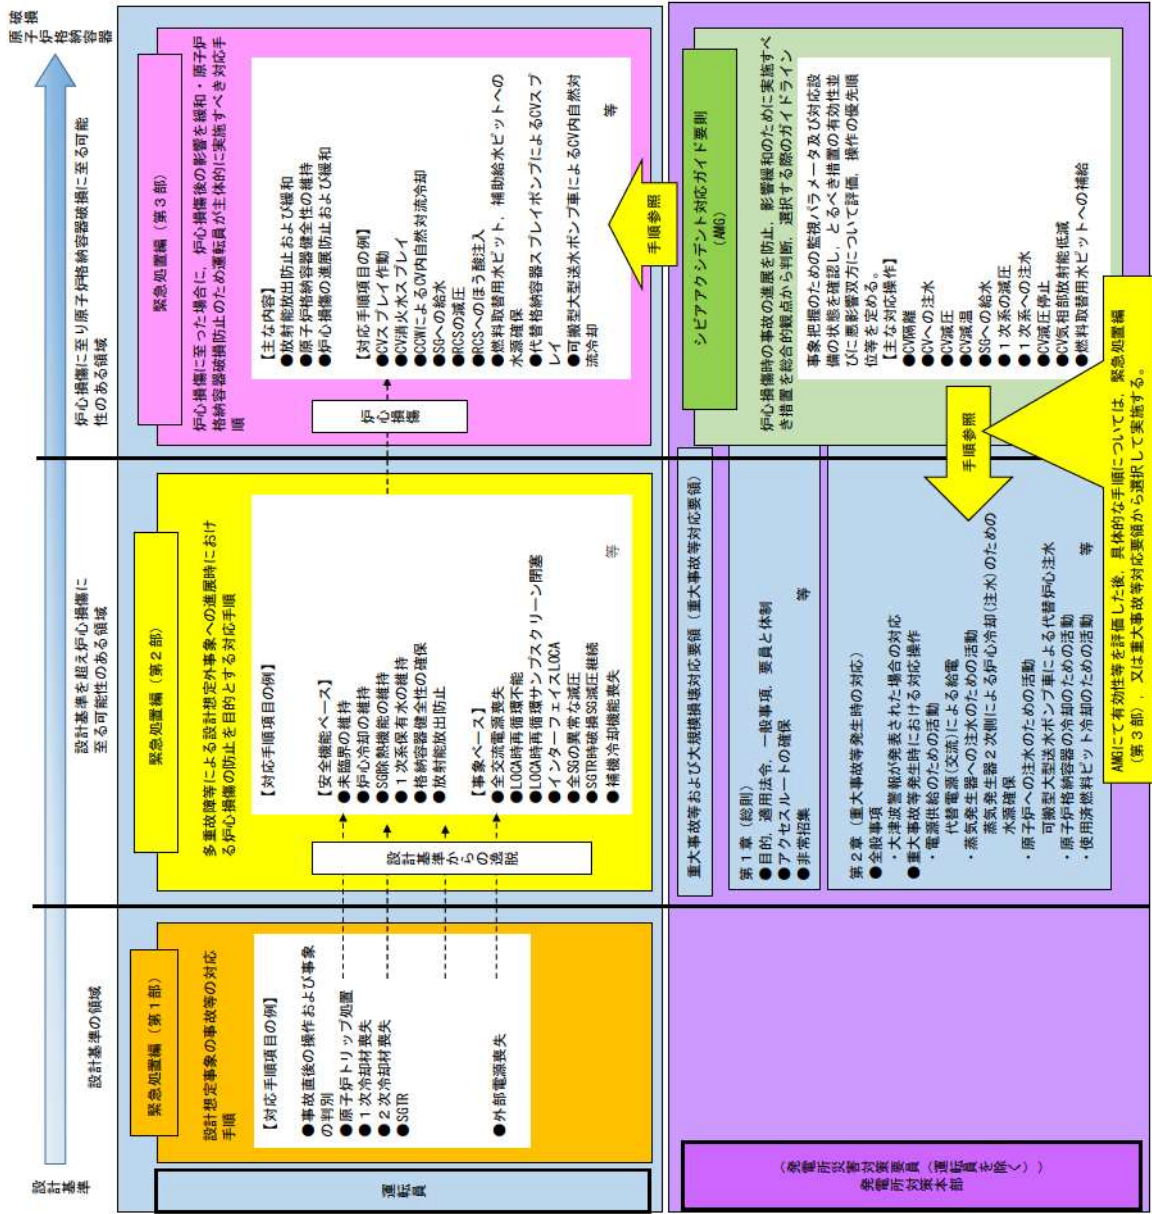 設計基準
原子炉格納容器
破損
設計基準の領域
設計基準を超え炉心損傷に
至る可能性のある領域
炉心損傷に至り原子炉格納容器破損に至る可能
性のある領域
運転員
緊急処置編（第１部）
設計想定事象の事故等の対応
手順
【対応手順項目の例】
●事故直後の操作および事象
の判別
●原子炉トリップ処置
●１次冷却材喪失
●２次冷却材喪失
●SGTR
●外部電源喪失
緊急処置編（第２部）
多重故障等による設計想定外事象への進展時におけ
る炉心損傷の防止を目的とする対応手順
【対応手順項目の例】
設計基準からの逸脱
【安全機能ベース】
●未臨界の維持
●炉心冷却の維持
●SG除熱機能の維持
●１次系保有水の維持
●格納容器健全性の確保
●放射能放出防止
【事象ベース】
●全交流電源喪失
●LOCA時再循環不能
●LOCA時再循環サンプスクリーン閉塞
●インターフェイスLOCA
●全SGの異常な減圧
●SGTR時破損SG減圧継続
●補機冷却機能喪失
等
緊急処置編（第３部）
炉心損傷に至った場合に，炉心損傷後の影響を緩和・原子炉
格納容器破損防止のため運転員が主体的に実施すべき対応手
順
炉心損傷
【主な内容】
●放射能放出防止および緩和
●原子炉格納容器健全性の維持
●炉心損傷の進展防止および緩和
【対応手順項目の例】
●CVスプレイ作動
●CV消火水スプレイ
●CCWによるCV内自然対流冷却
●SGへの給水
●RCSの減圧
●RCSへのほう酸注入
●燃料取替用水ピット，補助給水ピットへの
水源確保
●代替格納容器スプレイポンプによるCVスプ
レイ
●可搬型大型送水ポンプ車によるCV内自然対
流冷却
等
手順参照
発電所対策本部
（発電所災害対策要員（運転員を除く））
重大事故等および大規模損壊対応要領（重大事故等対応要領）
第１章（総則）
●目的，適用法令，一般事項，要員と体制
●アクセスルートの確保
●非常招集
等
第２章（重大事故等発生時の対応）
●全般事項
・大津波警報が発表された場合の対応
●重大事故等発生時における対応操作
・電源供給のための活動
代替電源（交流）による給電
・蒸気発生器への注水のための活動
蒸気発生器２次側による炉心冷却（注水）のための
水源確保
・原子炉への注水のための活動
可搬型大型送水ポンプ車による代替炉心注水
・原子炉格納容器の冷却のための活動
・使用済燃料ピット冷却のための活動
等
手順参照
シビアアクシデント対応ガイド要則
（AMG）
炉心損傷時の事故の進展を防止，影響緩和のために実施すべ
き措置を総合的観点から判断，選択する際のガイドライン
事象把握のための監視パラメータ及び対応設
備の状態を確認し，とるべき措置の有効性並
びに悪影響双方について評価，操作の優先順
位等を定める。
【主な対応操作】
●CV隔離
●CVへの注水
●CV減圧
●CV減温
●SGへの給水
●１次系の減圧
●１次系への注水
●CV減圧停止
●CV気相部放射能低減
●燃料取替用水ピットへの補給
AMGにて有効性等を評価した後，具体的な手順については，緊急処置編
（第３部），又は重大事故等対応要領から選択して実施する。